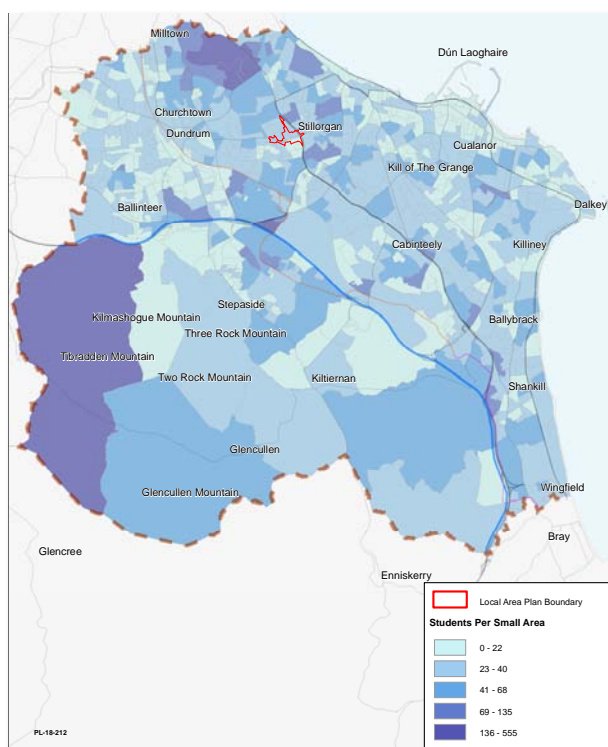 Milltown
Dún Laoghaire
Churchtown
Stillorgan
Dundrum
Cualanor
Kill of The Grange
Dalkey
Ballinteer
Cabinteely
Killiney
Stepaside
Kilmashogue Mountain
Ballybrack
Three Rock Mountain
Tibradden Mountain
Two Rock Mountain
Kiltiernan
Shankill
Glencullen
Wingfield
Glencullen Mountain
Bray
Glencree
Enniskerry
Local Area Plan Boundary
Students Per Small Area
0 - 22
23 - 40
41 - 68
69 - 135
136 - 555
PL-18-212